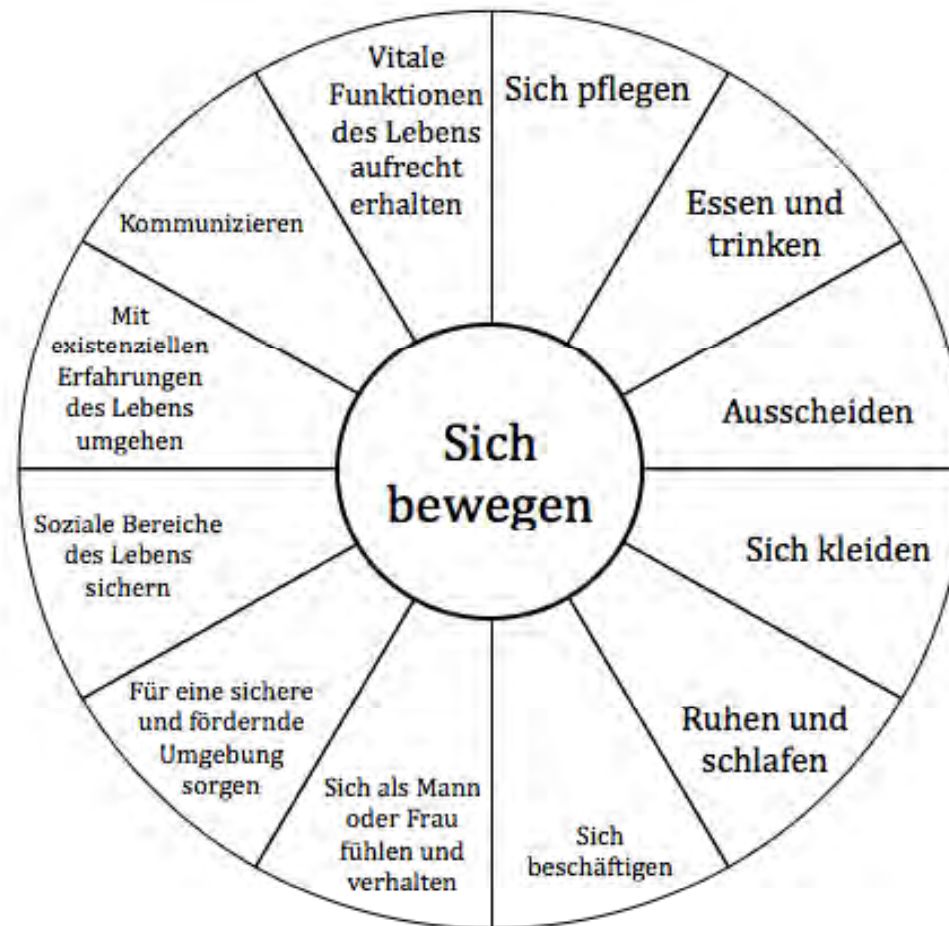 Vitale
Funktionen
des Lebens
aufrecht
erhalten
Sich pflegen
Essen und
trinken
Ausscheiden
Sich kleiden
Ruhen und
schlafen
Sich
beschäftigen
Sich als Mann
oder Frau
fühlen und
verhalten
Für eine sichere
und fördernde
Umgebung
sorgen
Soziale Bereiche
des Lebens
sichern
Mit
existenziellen
Erfahrungen
des Lebens
umgehen
Kommunizieren
Sich
bewegen